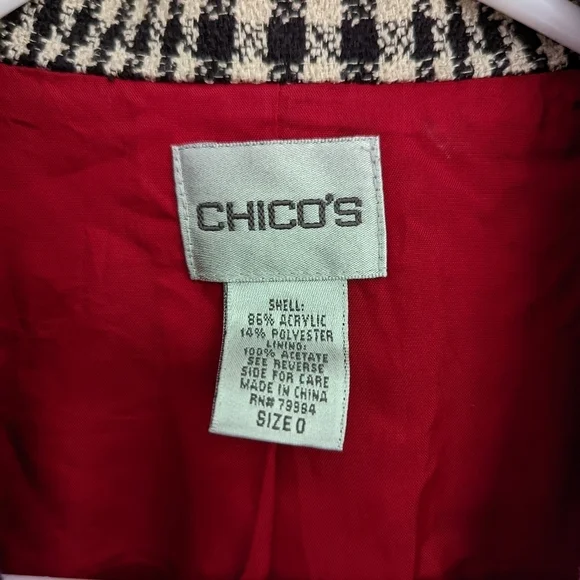 CHICO'S
SHELL:
86% ACRYLIC
14% POLYESTER
LINING:
100% ACETATE
SEE REVERSE
SIDE FOR CARE
MADE IN CHINA
RN# 79984
SIZE 0